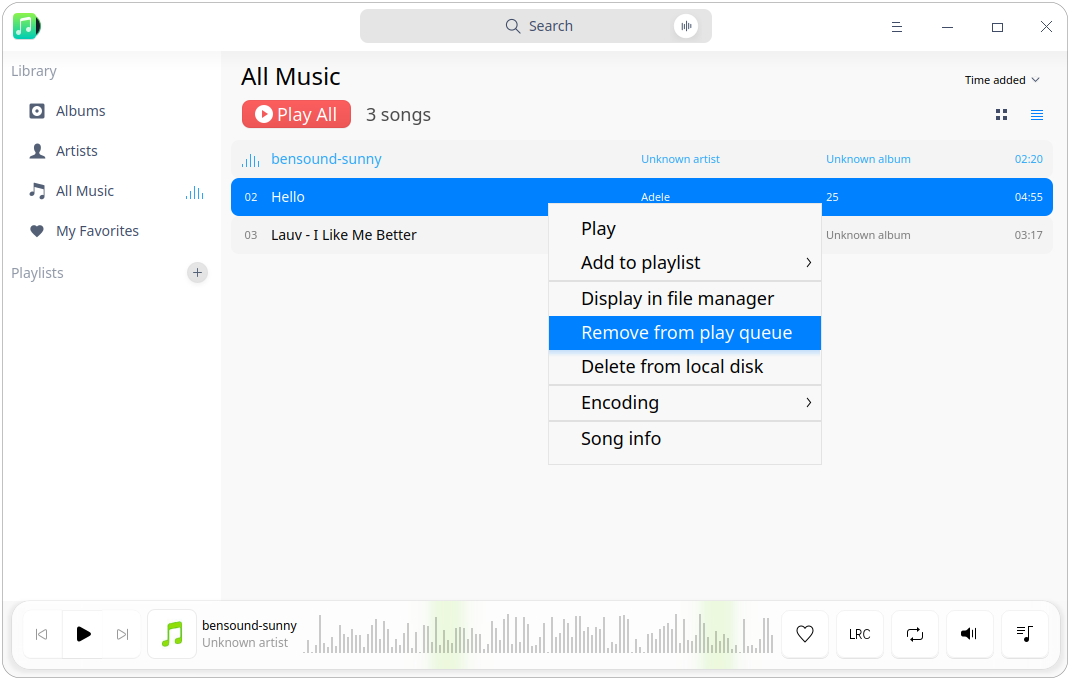 Search
Library
Albums
Artists
All Music
My Favorites
Playlists
All Music
Time added
Play All 3 songs
bensound-sunny Unknown artist Unknown album 02:20
02 Hello Adele 25 04:55
03 Lauv - I Like Me Better Unknown album 03:17
Play
Add to playlist
Display in file manager
Remove from play queue
Delete from local disk
Encoding
Song info
bensound-sunny
Unknown artist
LRC